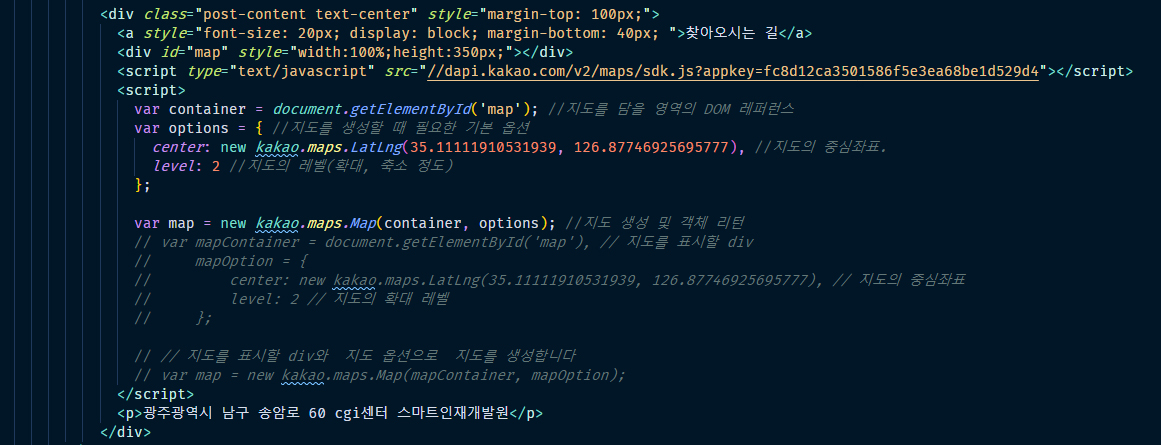 <div class="post-content text-center" style="margin-top: 100px;">
<a style="font-size: 20px; display: block; margin-bottom: 40px; ">찾아오시는 길</a>
<div id="map" style="width:100%;height:350px;"></div>
<script type="text/javascript" src="//dapi.kakao.com/v2/maps/sdk.js?appkey=fc8d12ca3501586f5e3ea68be1d529d4"></script>
<script>
var container = document.getElementById('map'); //지도를 담을 영역의 DOM 레퍼런스
var options = { //지도를 생성할 때 필요한 기본 옵션
center: new kakao.maps.LatLng(35.11111910531939, 126.87746925695777), //지도의 중심좌표.
level: 2 //지도의 레벨(확대, 축소 정도)
};
var map = new kakao.maps.Map(container, options); //지도 생성 및 객체 리턴
// var mapContainer = document.getElementById('map'), // 지도를 표시할 div
//     mapOption = {
//         center: new kakao.maps.LatLng(35.11111910531939, 126.87746925695777), // 지도의 중심좌표
//         level: 2 // 지도의 확대 레벨
//     };
// // 지도를 표시할 div와  지도 옵션으로  지도를 생성합니다
// var map = new kakao.maps.Map(mapContainer, mapOption);
</script>
<p>광주광역시 남구 송암로 60 cgi센터 스마트인재개발원</p>
</div>